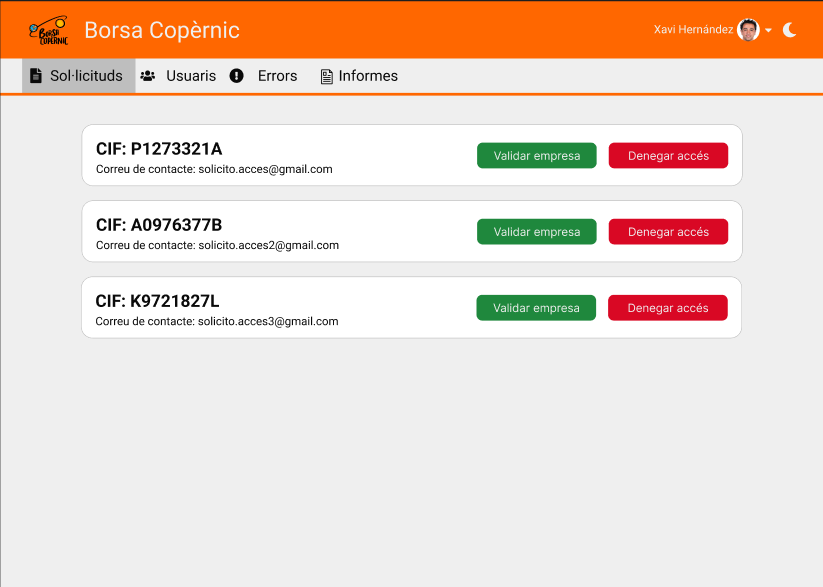 BORSA
COPÈRNIC
Borsa Copèrnic
Xavi Hernández
Sol·licituds
Usuaris
Errors
Informes
CIF: P1273321A
Correu de contacte: solicito.acces@gmail.com
Validar empresa
Denegar accés
CIF: A0976377B
Correu de contacte: solicito.acces2@gmail.com
Validar empresa
Denegar accés
CIF: K9721827L
Correu de contacte: solicito.acces3@gmail.com
Validar empresa
Denegar accés